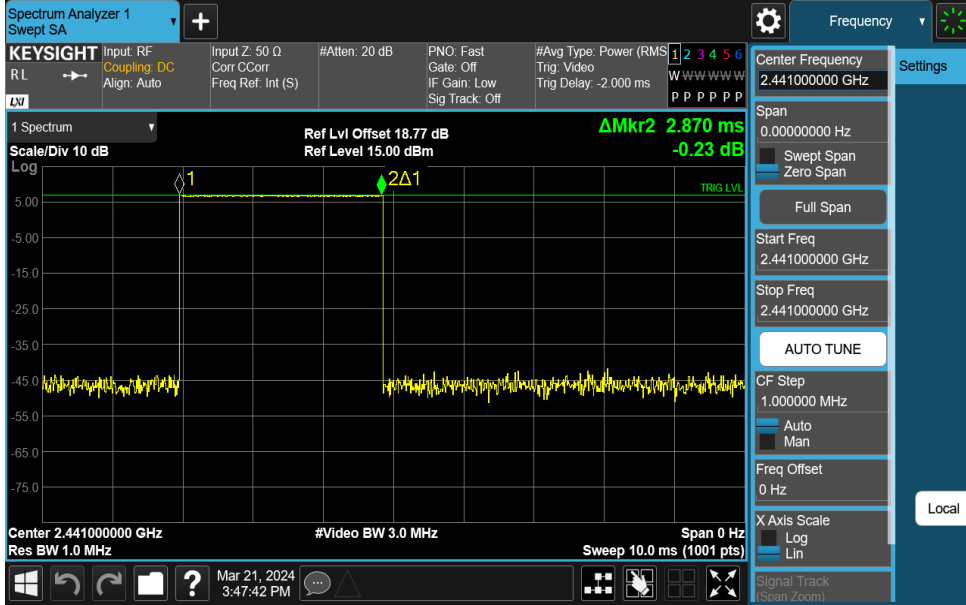 Spectrum Analyzer 1
Swept SA
+
Frequency
KEYSIGHT
RL
LXI
Input: RF
Coupling: DC
Align: Auto
Input Z: 50 Ω
Corr CCorr
Freq Ref: Int (S)
#Atten: 20 dB
PNO: Fast
Gate: Off
IF Gain: Low
Sig Track: Off
#Avg Type: Power (RMS
Trig: Video
Trig Delay: -2.000 ms
1 2 3 4 5 6
W W W W W W
P P P P P P
1 Spectrum
Scale/Div 10 dB
Log
Ref Lvl Offset 18.77 dB
Ref Level 15.00 dBm
ΔMkr2 2.870 ms
-0.23 dB
1
2Δ1
TRIG LVL
5.00
-5.00
-15.0
-25.0
-35.0
-45.0
-55.0
-65.0
-75.0
Center 2.441000000 GHz
#Video BW 3.0 MHz
Span 0 Hz
Res BW 1.0 MHz
Sweep 10.0 ms (1001 pts)
?
Mar 21, 2024
3:47:42 PM
Center Frequency
2.441000000 GHz
Span
0.00000000 Hz
Swept Span
Zero Span
Full Span
Start Freq
2.441000000 GHz
Stop Freq
2.441000000 GHz
AUTO TUNE
CF Step
1.000000 MHz
Auto
Man
Freq Offset
0 Hz
X Axis Scale
Log
Lin
Signal Track
(Span Zoom)
Settings
Local